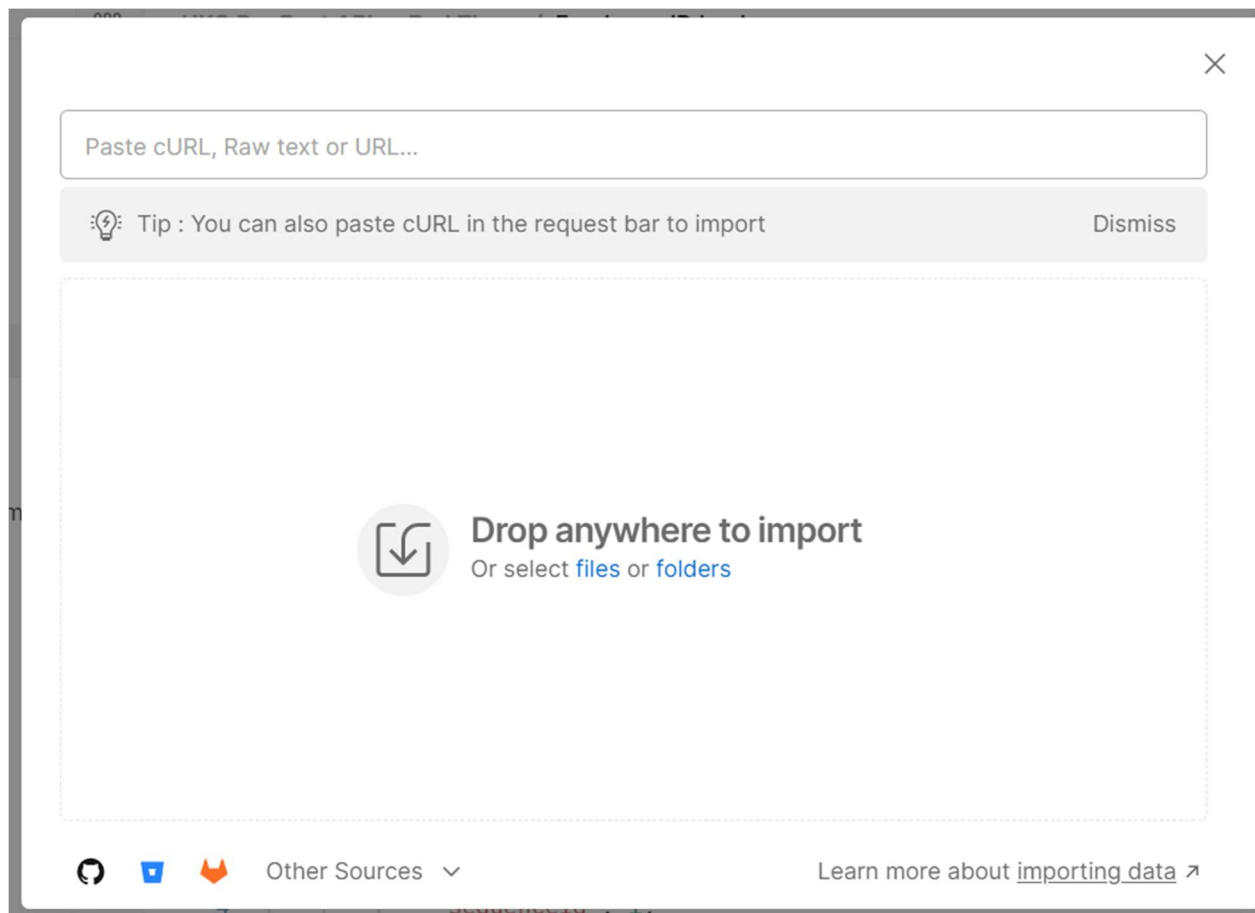 Paste cURL, Raw text or URL...
Tip : You can also paste cURL in the request bar to import Dismiss
Drop anywhere to import
Or select files or folders
Other Sources Learn more about importing data ↗